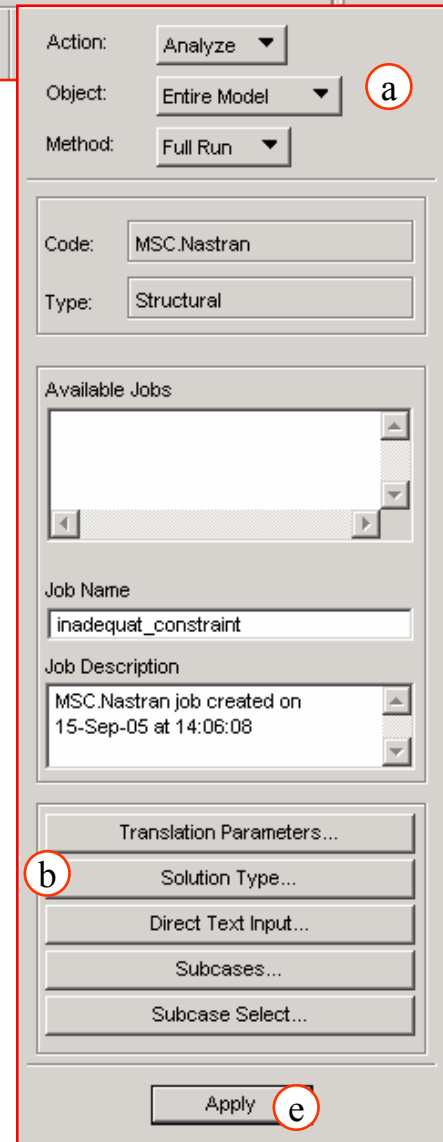 Action: Analyze
Object: Entire Model
a
Method: Full Run
Code: MSC.Nastran
Type: Structural
Available Jobs
Job Name
inadequat_constraint
Job Description
MSC.Nastran job created on
15-Sep-05 at 14:06:08
Translation Parameters...
b
Solution Type...
Direct Text Input...
Subcases...
Subcase Select...
Apply
e